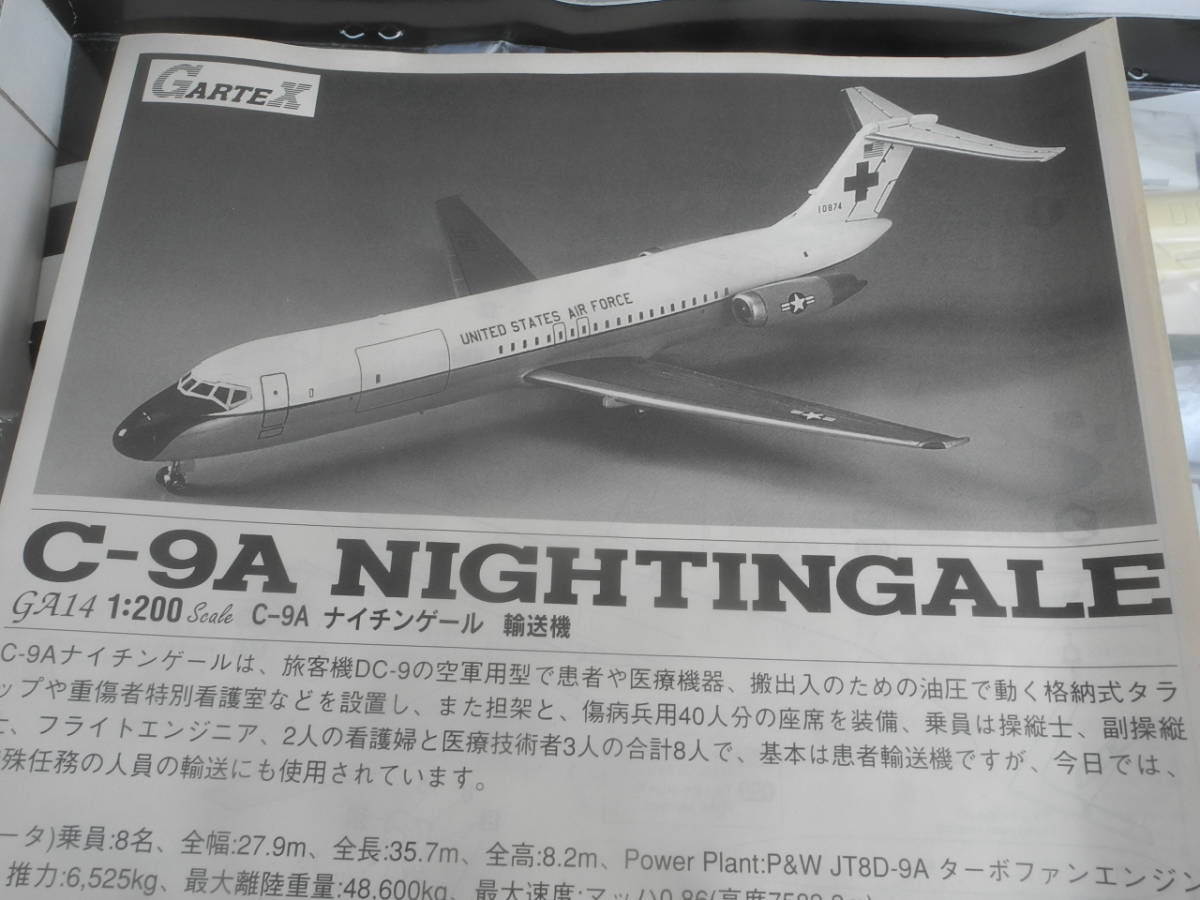 GARTEX
10874
UNITED STATES AIR FORCE
C-9A NIGHTINGALE
GA14 1:200 Scale C-9A ナイチンゲール 輸送機
C-9Aナイチンゲールは、旅客機DC-9の空軍用型で患者や医療機器、搬出入のための油圧で動く格納式タラ
ップや重傷者特別看護室などを設置し、また担架と、傷病兵用40人分の座席を装備、乗員は操縦士、副操縦
士、フライトエンジニア、2人の看護婦と医療技術者3人の合計8人で、基本は患者輸送機ですが、今日では、
殊任務の人員の輸送にも使用されています。
ータ)乗員:8名、全幅:27.9m、全長:35.7m、全高:8.2m、Power Plant:P&W JT8D-9A ターボファンエンジン
推力:6,525kg、最大離陸重量:48,600kg、最大速度:マッハ0.86(高度